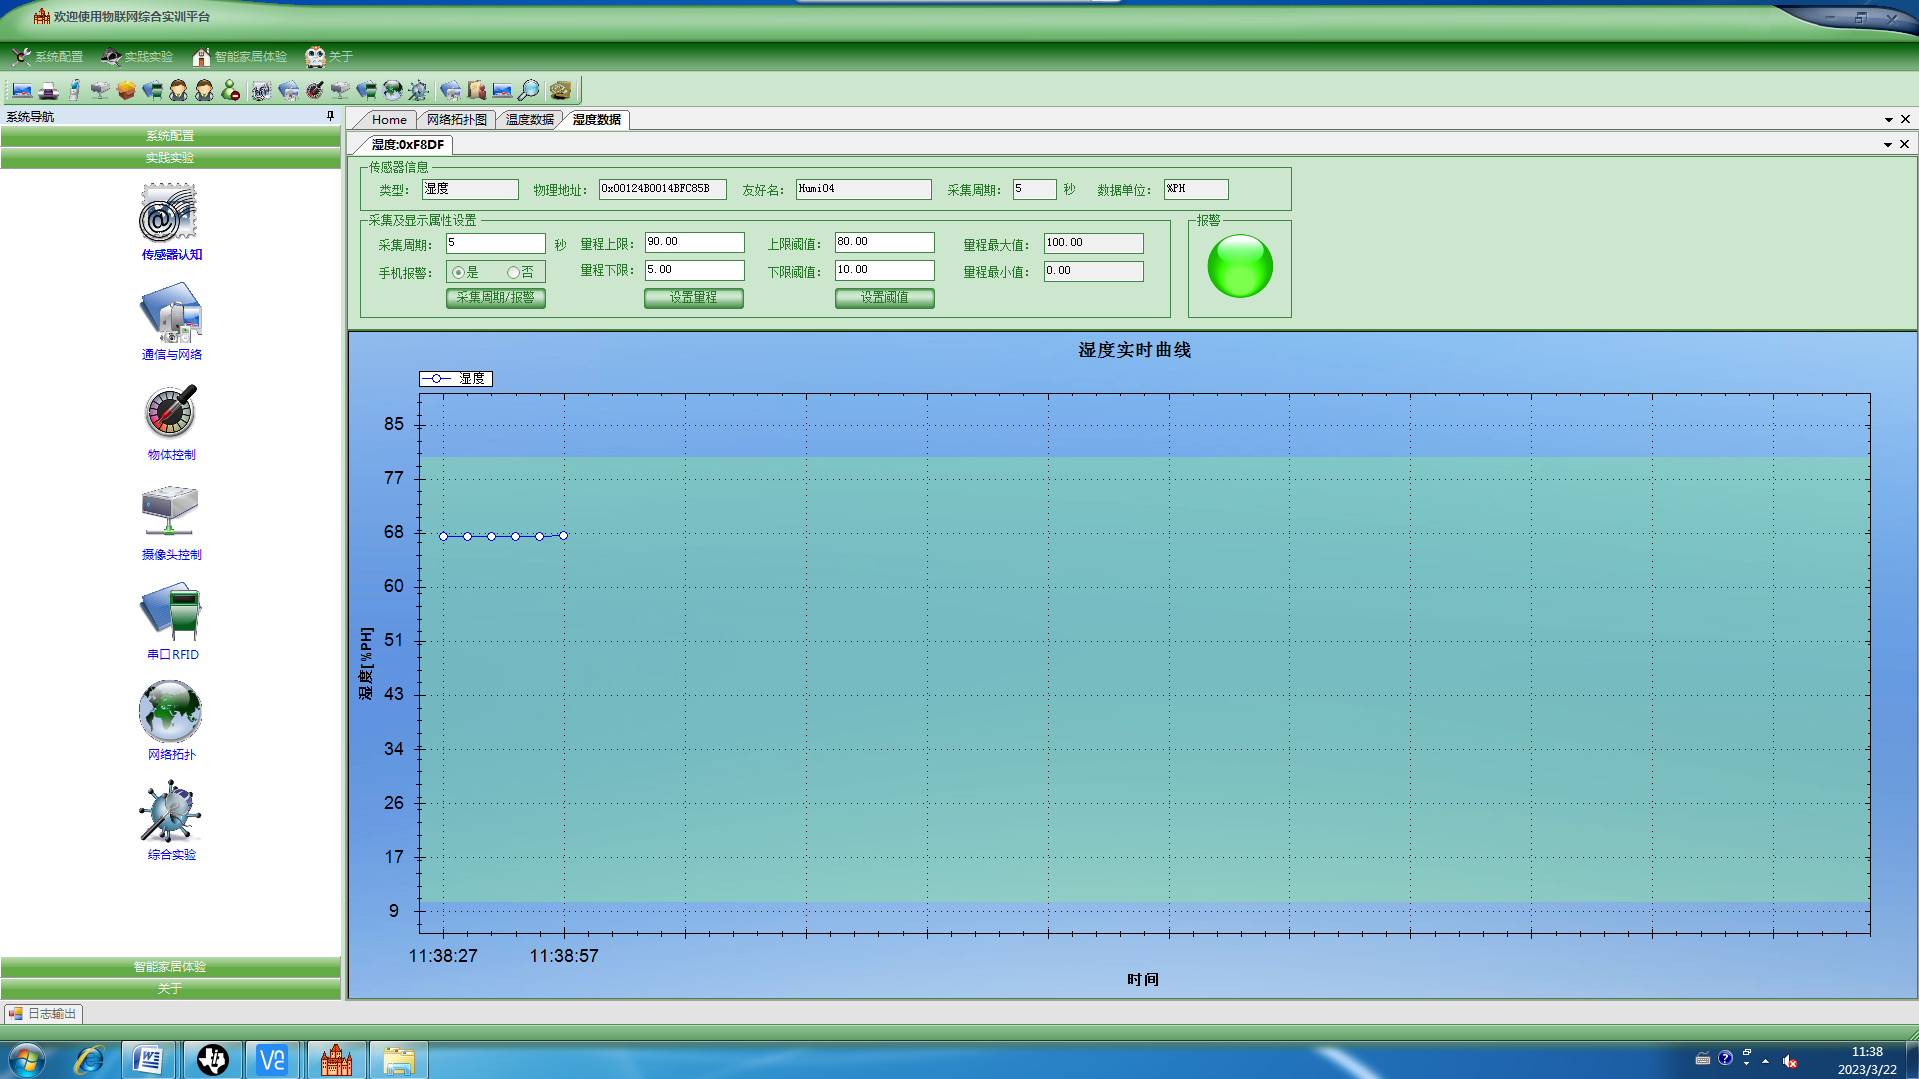 欢迎使用物联网综合实训平台
系统配置 实践实验 智能家居体验 关于
系统导航
系统配置
实践实验
传感器认知
通信与网络
物体控制
摄像头控制
串口RFID
网络拓扑
综合实验
智能家居体验
关于
Home 网络拓扑图 温度数据 湿度数据
湿度:0xF8DF
传感器信息
类型: 湿度 物理地址: 0x00124B0014BFC85B 友好名: Humi04 采集周期: 5 秒 数据单位: %PH
采集及显示属性设置
采集周期: 5 秒 量程上限: 90.00 上限阈值: 80.00 量程最大值: 100.00
手机报警: 是 否 量程下限: 5.00 下限阈值: 10.00 量程最小值: 0.00
采集周期/报警 设置量程 设置阈值
报警
湿度实时曲线
湿度
85
77
68
60
51
43
34
26
17
9
湿度[%PH]
11:38:27 11:38:57
时间
日志输出
11:38
2023/3/22